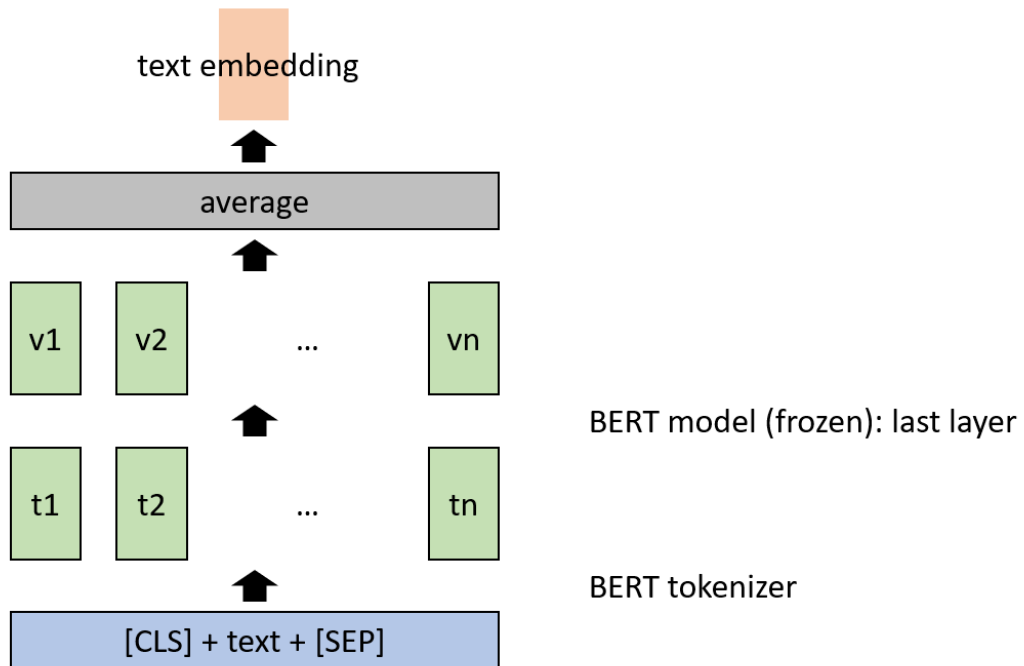 text embedding
average
v1 v2 ... vn
BERT model (frozen): last layer
t1 t2 ... tn
BERT tokenizer
[CLS] + text + [SEP]